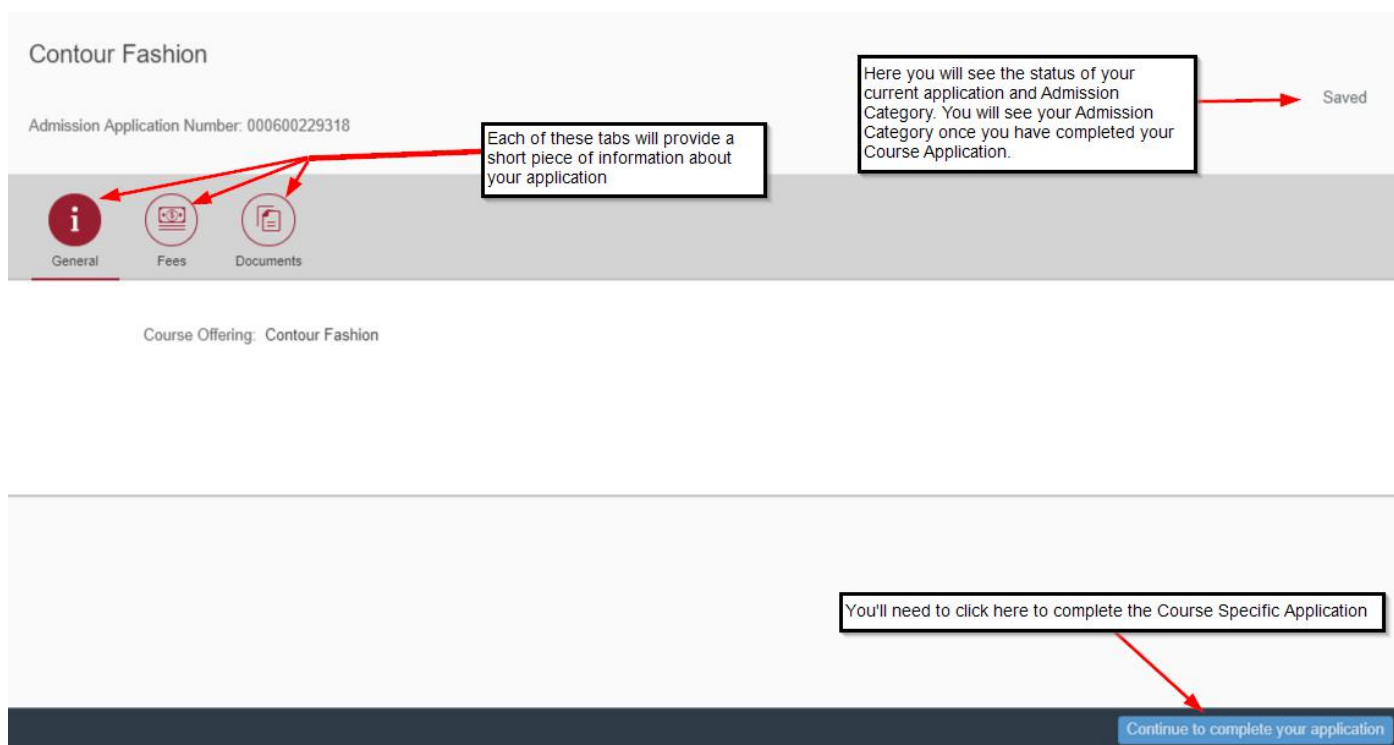 Contour Fashion
Here you will see the status of your
current application and Admission
Category. You will see your Admission
Category once you have completed your
Course Application.
Saved
Admission Application Number: 000600229318
Each of these tabs will provide a
short piece of information about
your application
i
General
Fees
Documents
Course Offering: Contour Fashion
You'll need to click here to complete the Course Specific Application
Continue to complete your application